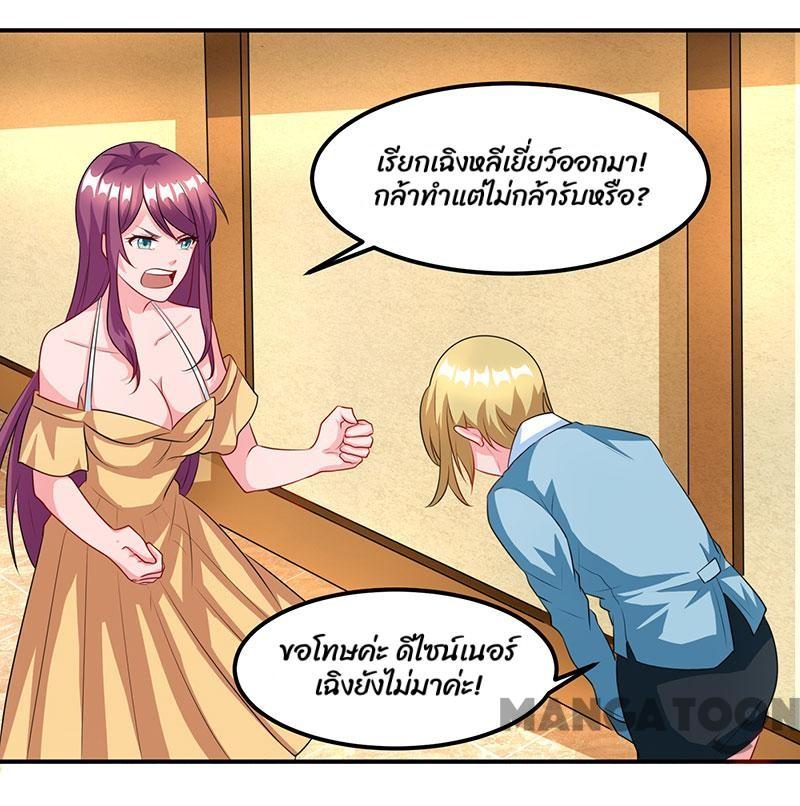 เรียกเฉิงหลีเยี่ยว์ออกมา!
กล้าทำแต่ไม่กล้ารับหรือ?
ขอโทษค่ะ ดีไซน์เนอร์
เฉิงยังไม่มาค่ะ!
MANGATOON